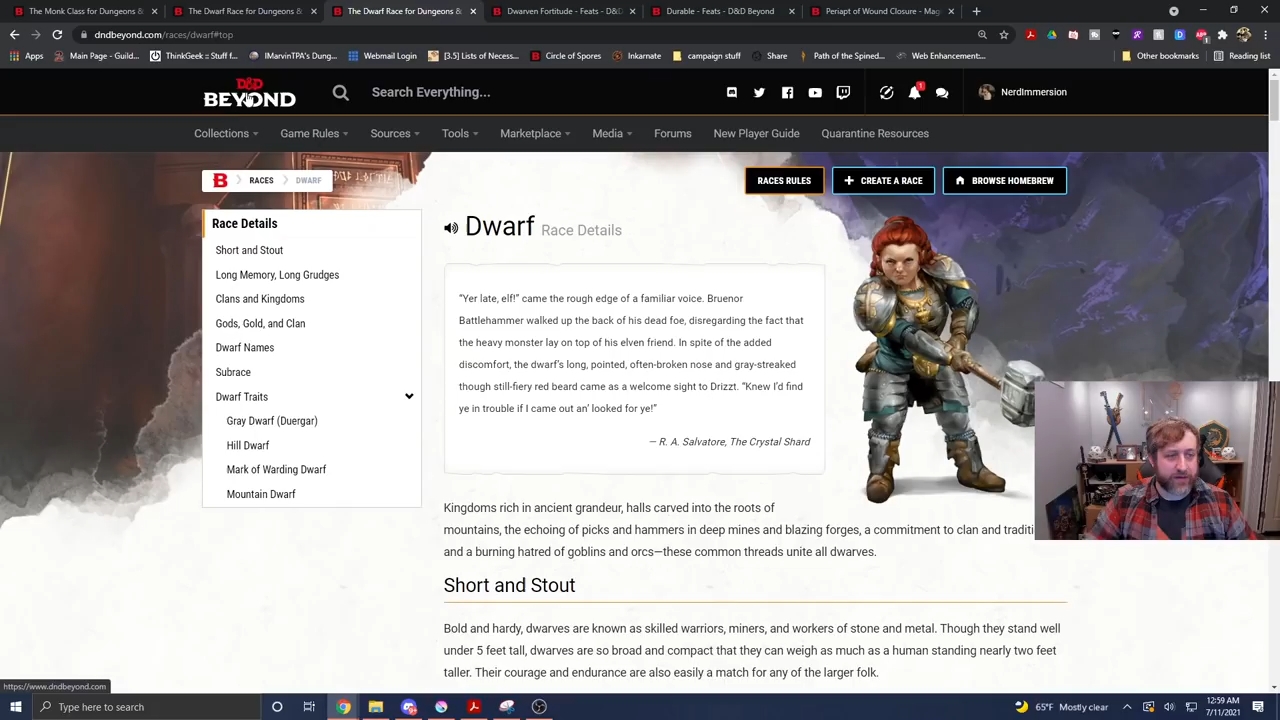 The Monk Class for Dungeons &
The Dwarf Race for Dungeons &
The Dwarf Race for Dungeons &
Dwarven Fortitude - Feats - D&D
Durable - Feats - D&D Beyond
Periapt of Wound Closure - Ma
dndbeyond.com/races/dwarf#top
Apps
Main Page - Guild...
ThinkGeek :: Stuff f...
IMarvinTPA's Dung...
Webmail Login
[3.5] Lists of Necess...
Circle of Spores
Inkarnate
campaign stuff
Share
Path of the Spined...
Web Enhancement:...
Other bookmarks
Reading list
D&D
BEYOND
Search Everything...
1
NerdImmersion
Collections
Game Rules
Sources
Tools
Marketplace
Media
Forums
New Player Guide
Quarantine Resources
B
RACES
DWARF
RACES RULES
CREATE A RACE
BROWSE HOMEBREW
Race Details
Short and Stout
Long Memory, Long Grudges
Clans and Kingdoms
Gods, Gold, and Clan
Dwarf Names
Subrace
Dwarf Traits
Gray Dwarf (Duergar)
Hill Dwarf
Mark of Warding Dwarf
Mountain Dwarf
Dwarf Race Details
“Yer late, elf!” came the rough edge of a familiar voice. Bruenor
Battlehammer walked up the back of his dead foe, disregarding the fact that
the heavy monster lay on top of his elven friend. In spite of the added
discomfort, the dwarf’s long, pointed, often-broken nose and gray-streaked
though still-fiery red beard came as a welcome sight to Drizzt. “Knew I’d find
ye in trouble if I came out an’ looked for ye!”
— R. A. Salvatore, The Crystal Shard
Kingdoms rich in ancient grandeur, halls carved into the roots of
mountains, the echoing of picks and hammers in deep mines and blazing forges, a commitment to clan and traditi
and a burning hatred of goblins and orcs—these common threads unite all dwarves.
Short and Stout
Bold and hardy, dwarves are known as skilled warriors, miners, and workers of stone and metal. Though they stand well
under 5 feet tall, dwarves are so broad and compact that they can weigh as much as a human standing nearly two feet
taller. Their courage and endurance are also easily a match for any of the larger folk.
https://www.dndbeyond.com
Type here to search
65°F Mostly clear
12:59 AM
7/11/2021